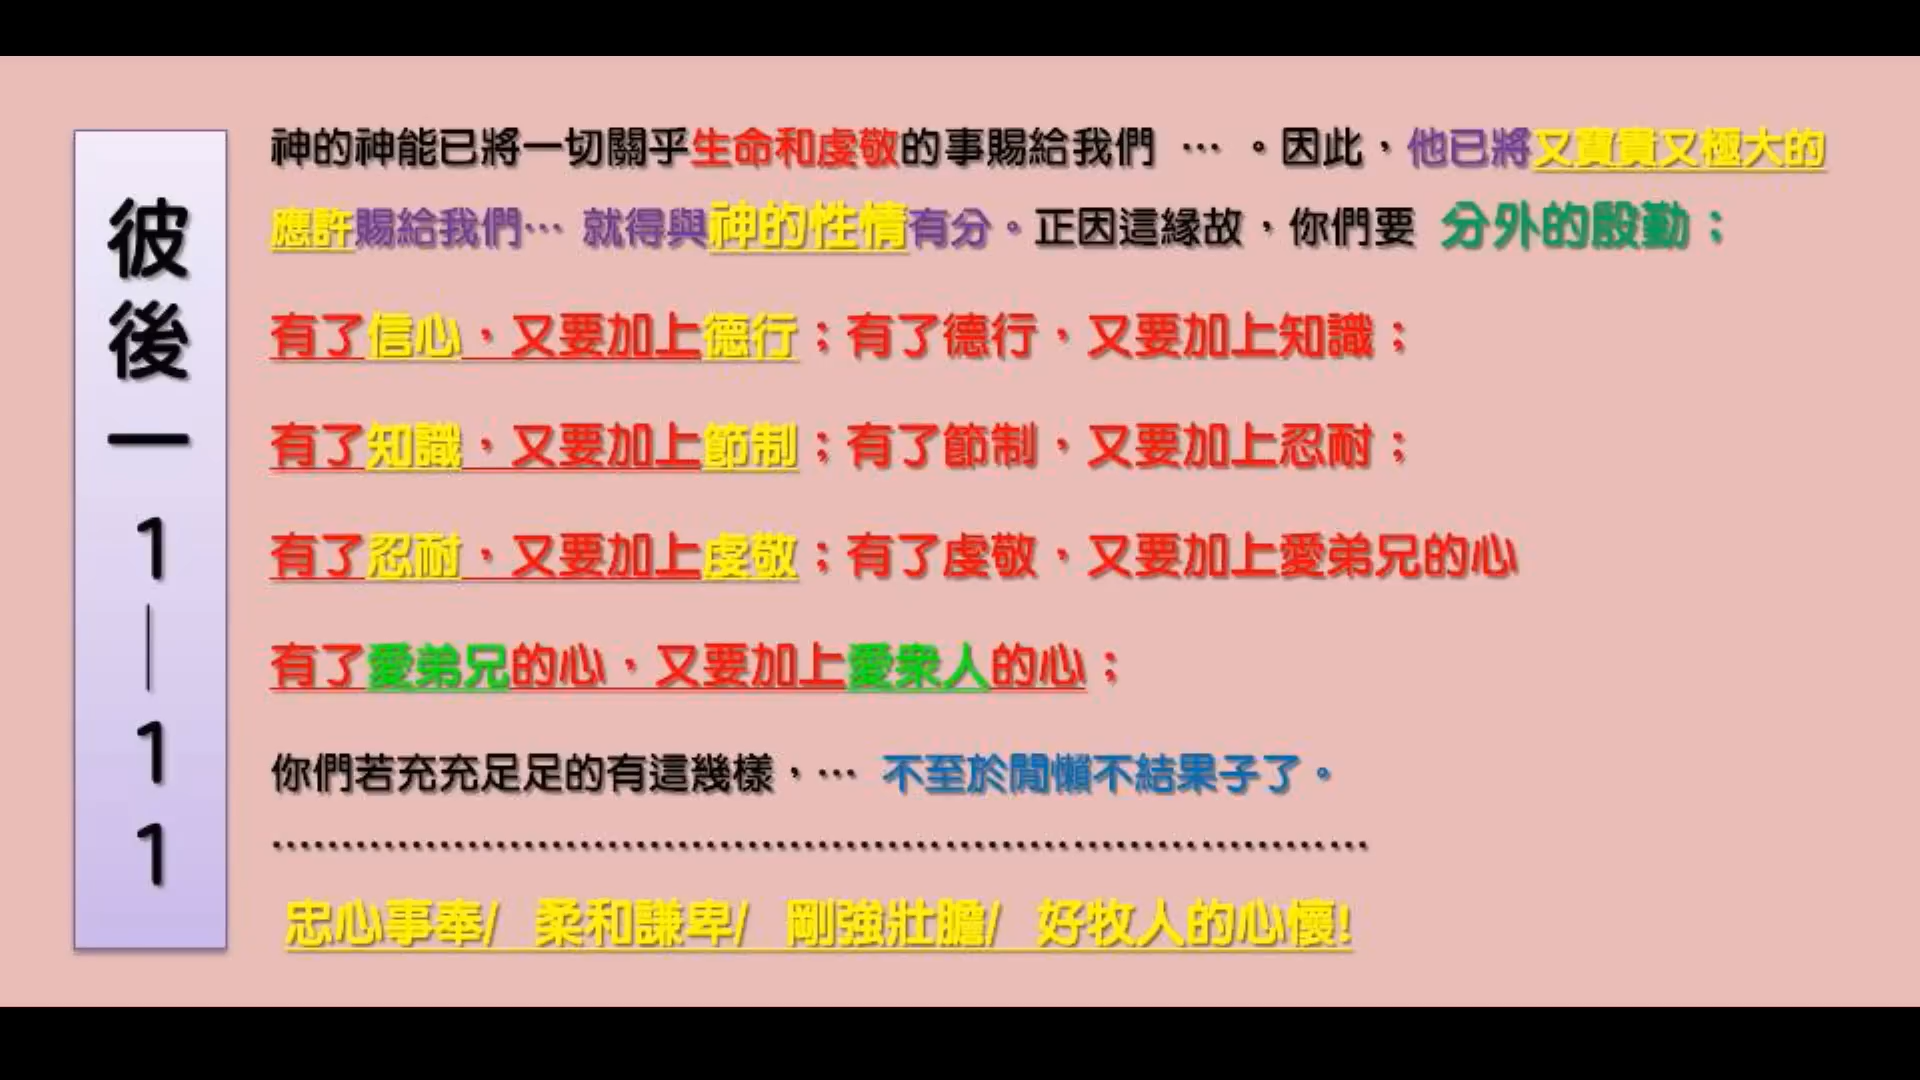 彼後一1—11
神的神能已將一切關乎生命和虔敬的事賜給我們 … 。因此，他已將又寶貴又極大的
應許賜給我們… 就得與神的性情有分。正因這緣故，你們要 分外的殷勤；
有了信心，又要加上德行；有了德行，又要加上知識；
有了知識，又要加上節制；有了節制，又要加上忍耐；
有了忍耐，又要加上虔敬；有了虔敬，又要加上愛弟兄的心
有了愛弟兄的心，又要加上愛衆人的心；
你們若充充足足的有這幾樣，… 不至於閒懶不結果子了。
……………………………………………………………………
忠心事奉/ 柔和謙卑/ 剛強壯膽/ 好牧人的心懷!